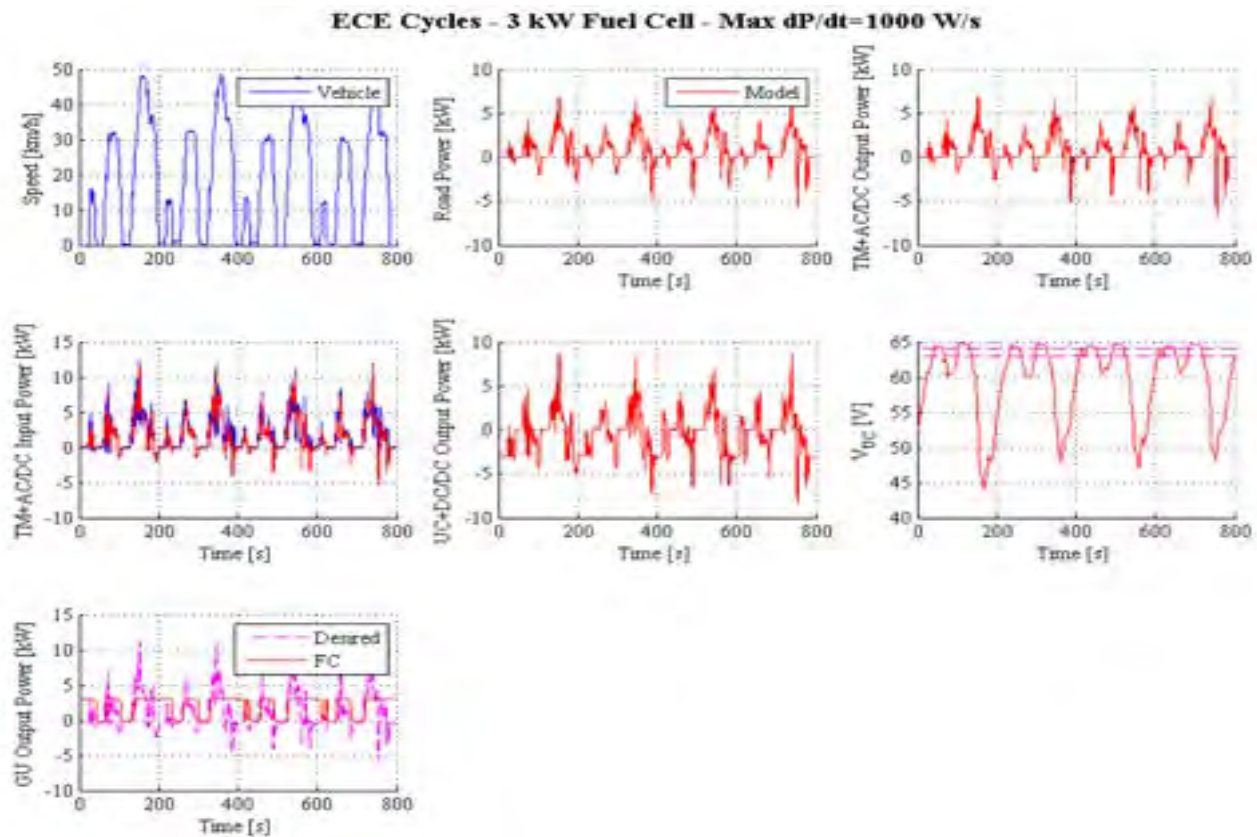 ECE Cycles - 3 kW Fuel Cell - Max dP/dt=1000 W/s
Speed [km/h]
50
40
30
20
10
0
Vehicle
0 200 400 600 800
Time [s]
Road Power [kW]
10
5
0
-5
-10
Model
0 200 400 600 800
Time [s]
TM+AC/DC Output Power [kW]
10
5
0
-5
-10
0 200 400 600 800
Time [s]
TM+AC/DC Input Power [kW]
15
10
5
0
-5
-10
0 200 400 600 800
Time [s]
UC+DC/DC Output Power [kW]
10
5
0
-5
-10
0 200 400 600 800
Time [s]
V_DC [V]
65
60
55
50
45
40
0 200 400 600 800
Time [s]
GU Output Power [kW]
15
10
5
0
-5
-10
Desired
FC
0 200 400 600 800
Time [s]